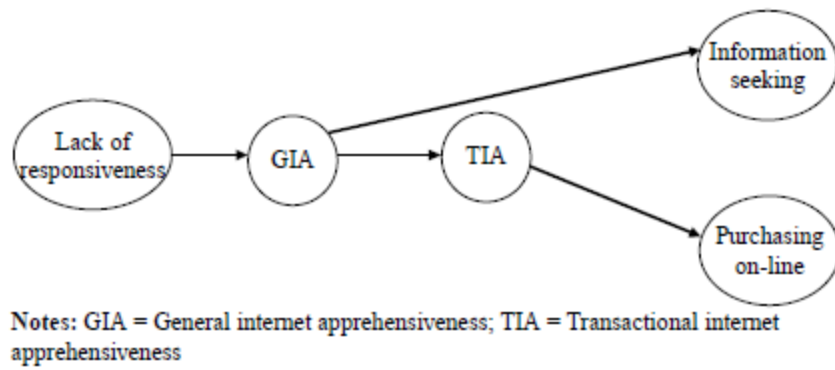 Information
seeking
Lack of
responsiveness
GIA
TIA
Purchasing
on-line
Notes: GIA = General internet apprehensiveness; TIA = Transactional internet
apprehensiveness